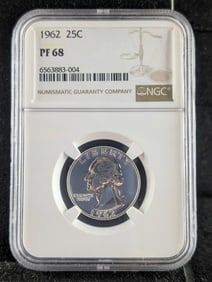 1962 25C
PF 68
6563883-004
NUMISMATIC GUARANTY COMPANY
NGC
LIBERTY
IN GOD WE TRUST
1962